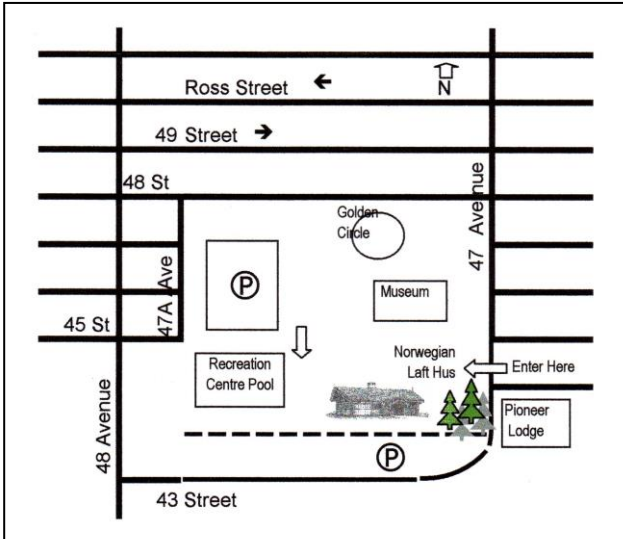 Ross Street
N
49 Street
48 St
Golden
Circle
47 Avenue
47A Ave
P
Museum
45 St
Recreation
Centre Pool
Norwegian
Laft Hus
Enter Here
Pioneer
Lodge
48 Avenue
P
43 Street